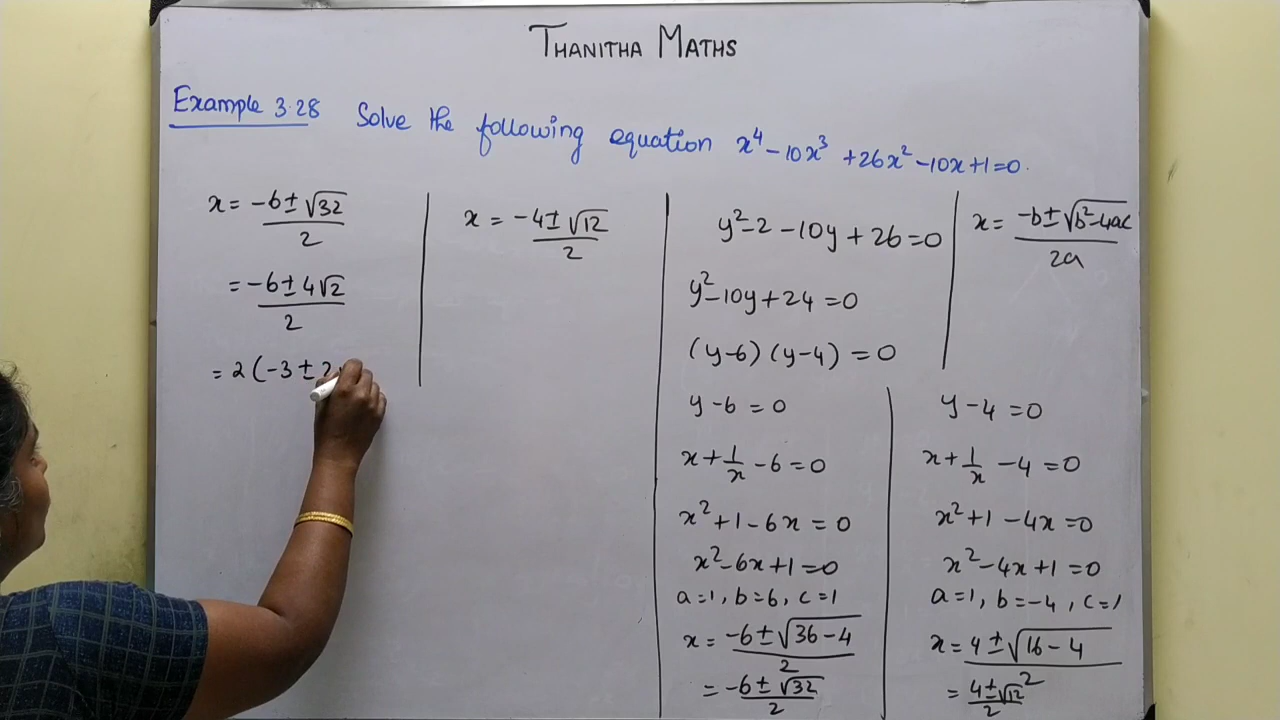 THANITHA MATHS
Example 3.28 Solve the following equation x⁴-10x³+26x²-10x+1=0.
x = (-6±√32)/2
= (-6±4√2)/2
= 2(-3±2
x = (-4±√12)/2
y²-2-10y+26=0
y²-10y+24=0
(y-6)(y-4)=0
x = (-b±√(b²-4ac))/2a
y-6=0
x+1/x-6=0
x²+1-6x=0
x²-6x+1=0
a=1, b=6, c=1
x = (-6±√(36-4))/2
= (-6±√32)/2
y-4=0
x+1/x-4=0
x²+1-4x=0
x²-4x+1=0
a=1, b=-4, c=1
x = (4±√(16-4))/2
= (4±√12)/2